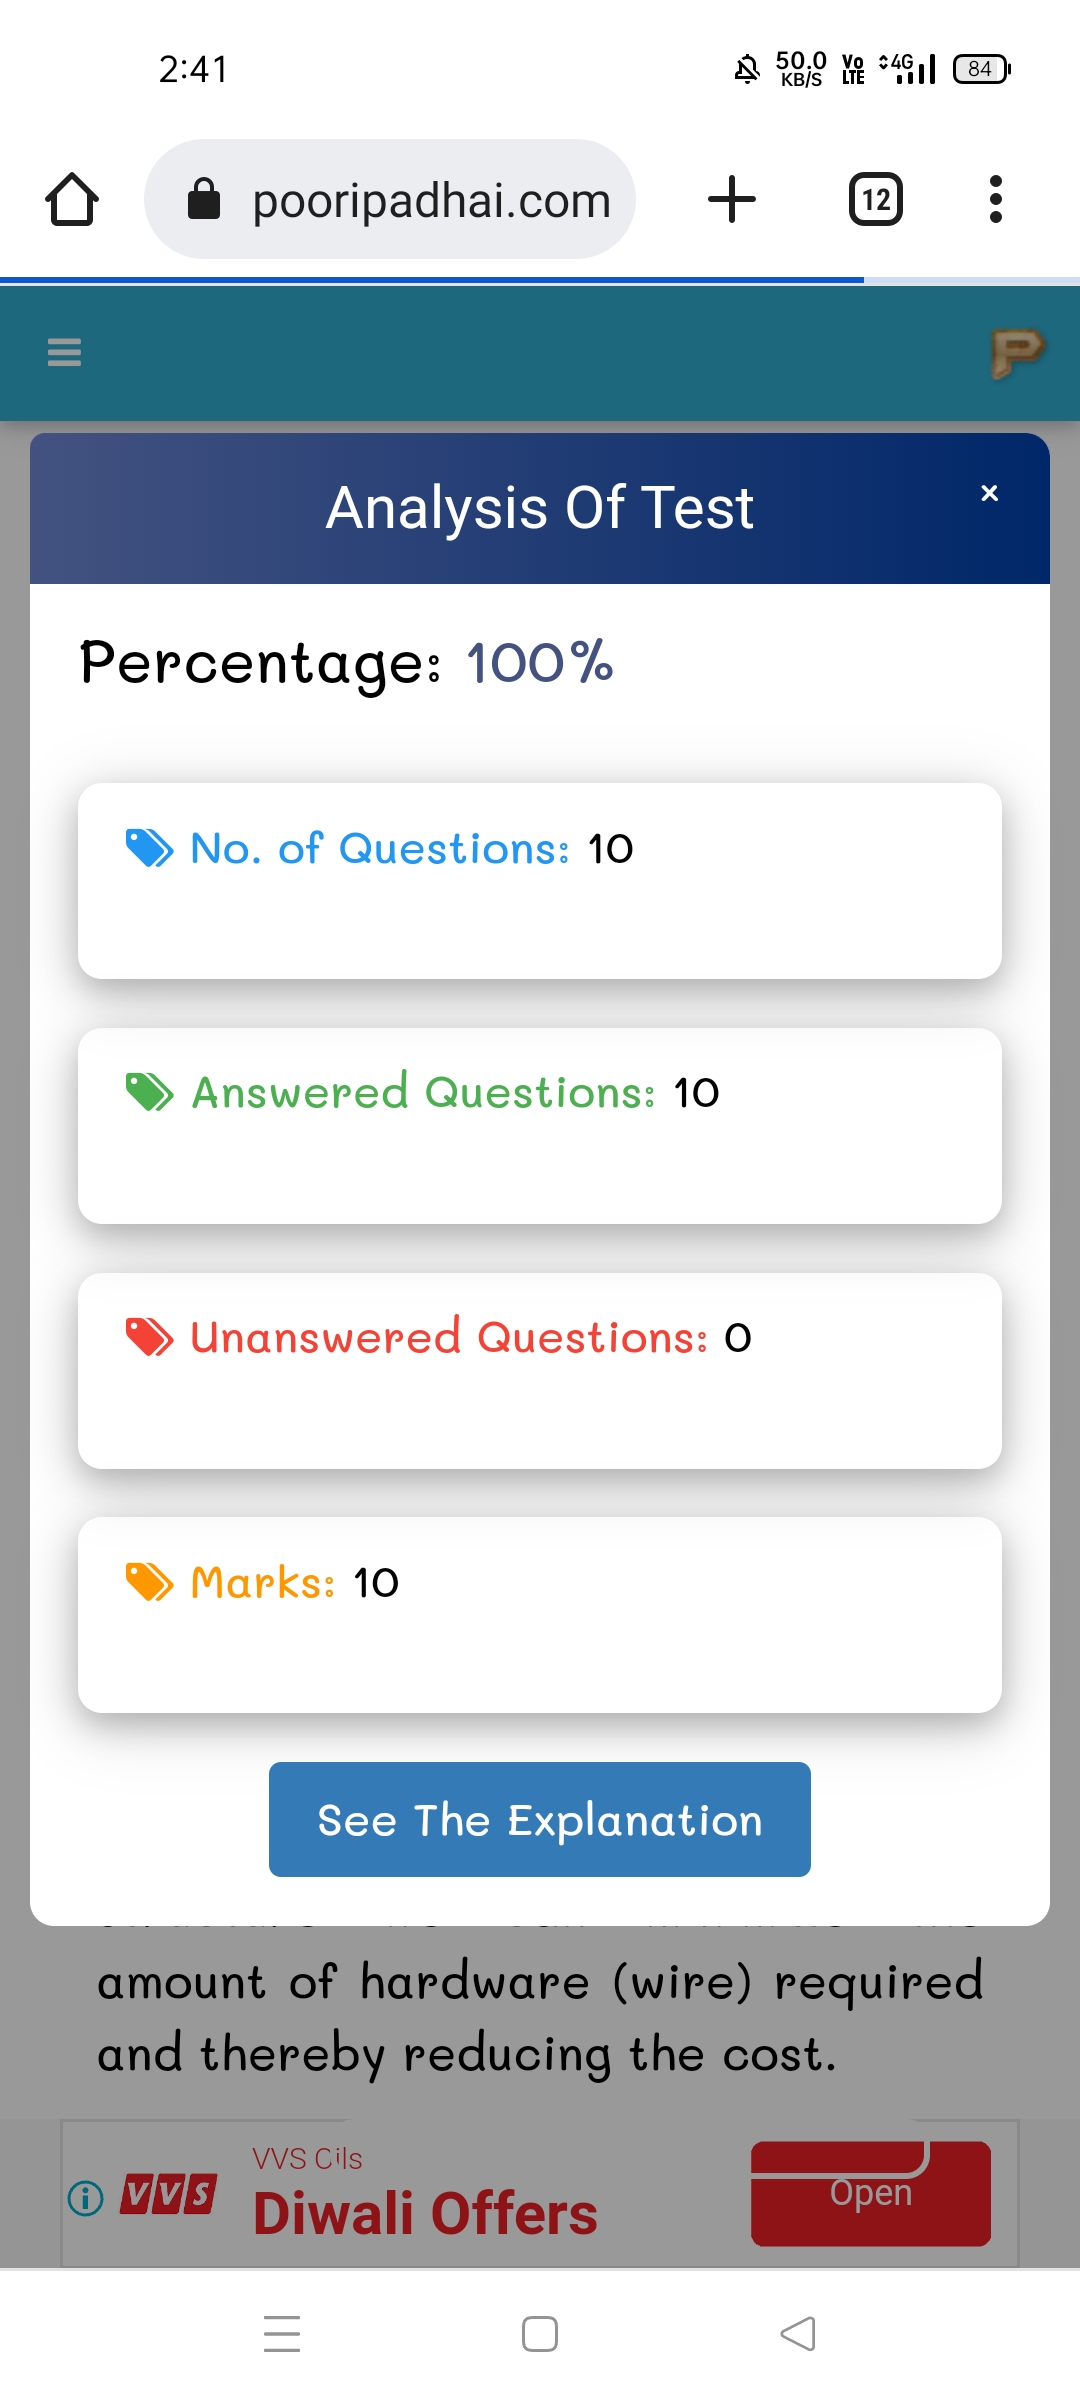 2:41
50.0 KB/S Vo LTE 4G 84
pooripadhai.com
12
P
Analysis Of Test
×
Percentage: 100%
No. of Questions: 10
Answered Questions: 10
Unanswered Questions: 0
Marks: 10
See The Explanation
amount of hardware (wire) required
and thereby reducing the cost.
VVS Oils
VVS
Diwali Offers
Open